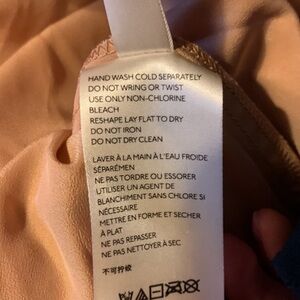 HAND WASH COLD SEPARATELY
DO NOT WRING OR TWIST
USE ONLY NON-CHLORINE
BLEACH
RESHAPE LAY FLAT TO DRY
DO NOT IRON
DO NOT DRY CLEAN
LAVER À LA MAIN À L'EAU FROIDE
SÉPARÉMEN
NE PAS TORDRE OU ESSORER
UTILISER UN AGENT DE
BLANCHIMENT SANS CHLORE SI
NÉCESSAIRE
METTRE EN FORME ET SECHER
À PLAT
NE PAS REPASSER
NE PAS NETTOYER À SEC
不可拧絞